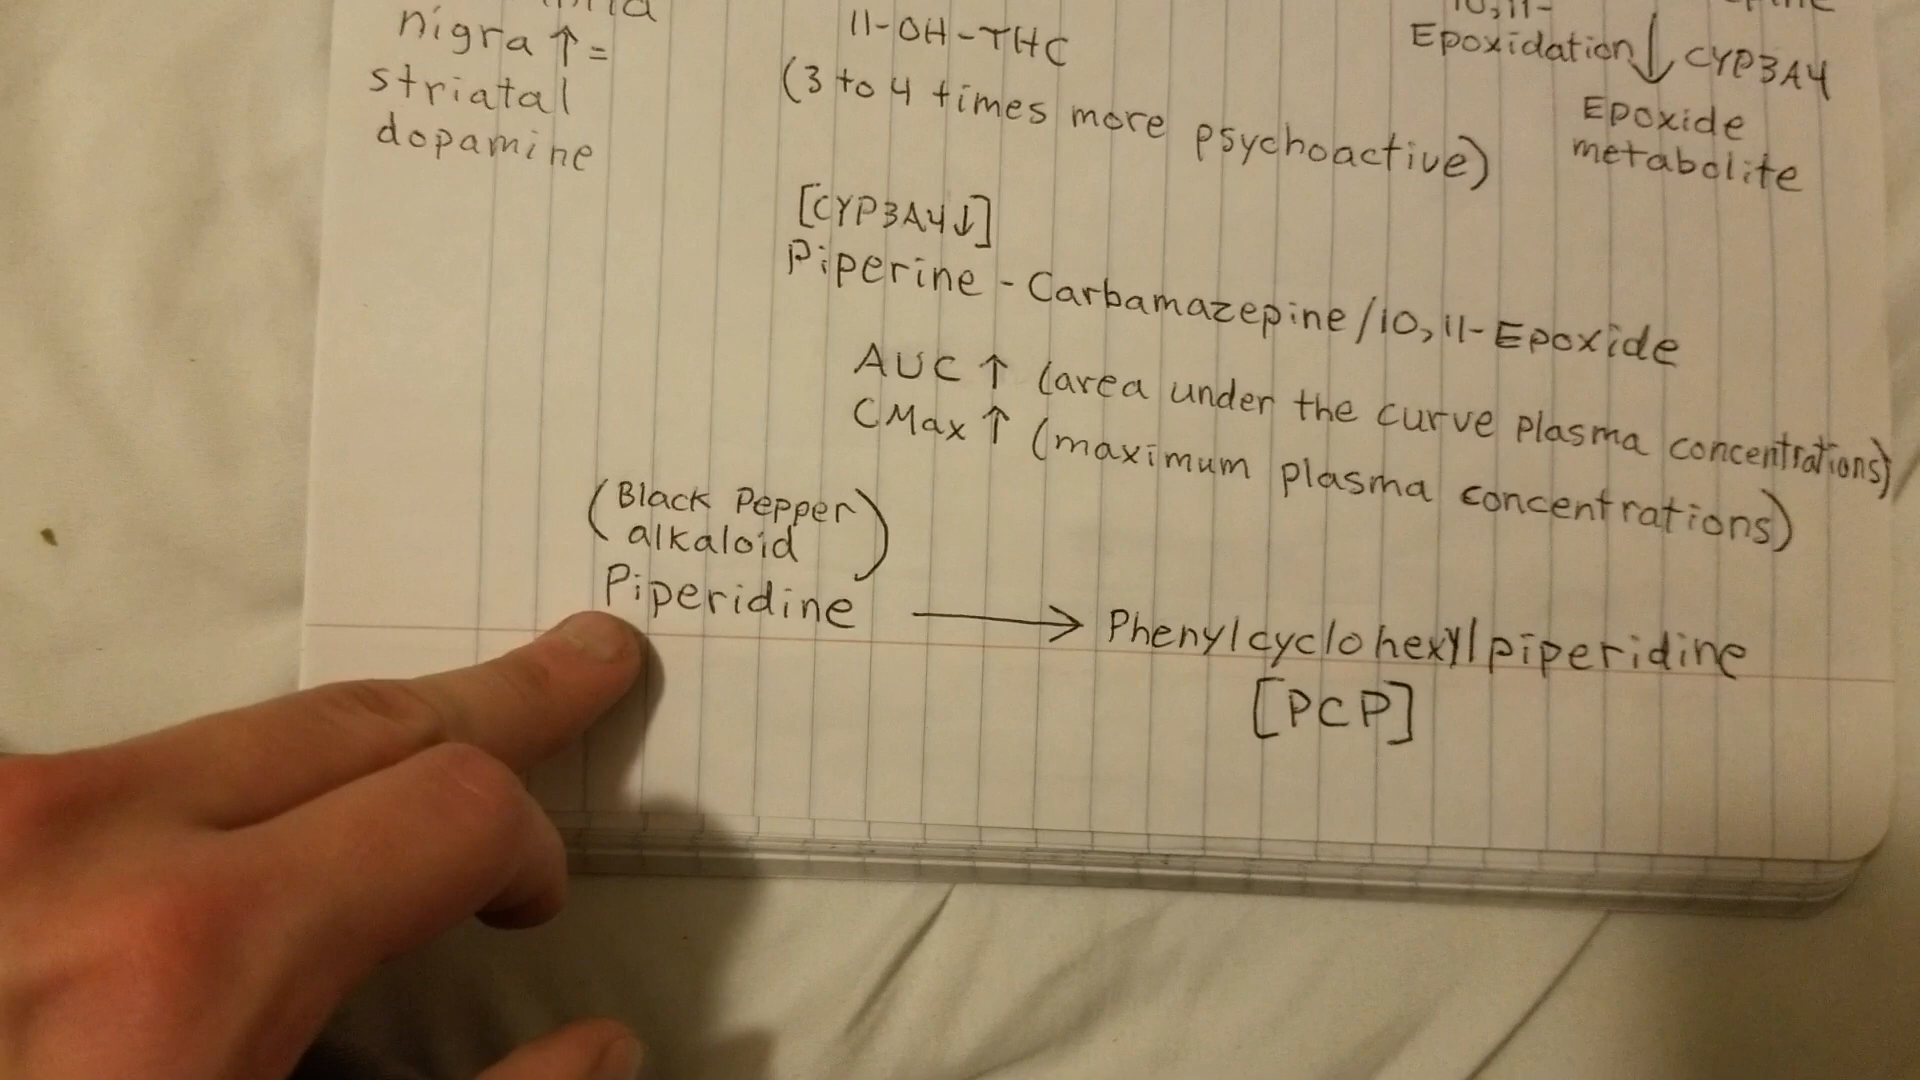 nigra ↑ =
striatal
dopamine
11-OH-THC
(3 to 4 times more psychoactive)
10,11-
Epoxidation ↓ CYP3A4
Epoxide
metabolite
[CYP3A4↓]
Piperine - Carbamazepine/10,11-Epoxide
AUC ↑ (area under the curve plasma concentrations)
CMax ↑ (maximum plasma concentrations)
(Black Pepper
alkaloid)
Piperidine → Phenylcyclohexylpiperidine
[PCP]